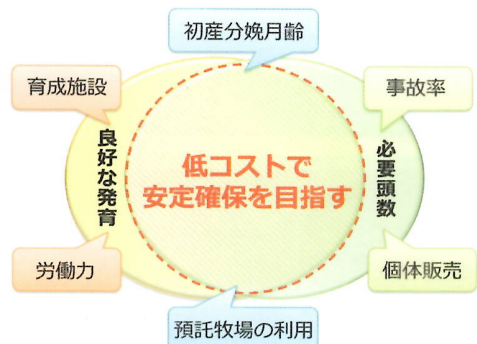 初産分娩月齢
育成施設
事故率
良好な発育
低コストで
安定確保を目指す
必要頭数
労働力
個体販売
預託牧場の利用